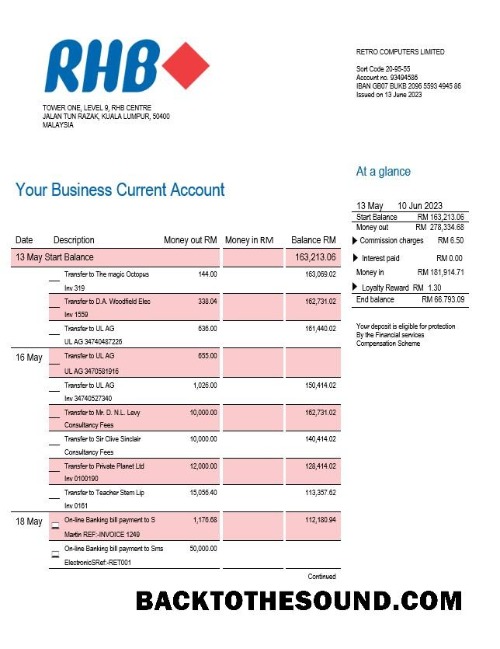 RHB
RETRO COMPUTERS LIMITED
Sort Code 20-95-55
Account no. 93494586
IBAN GB07 BUKB 2095 5593 4945 86
Issued on 13 June 2023
TOWER ONE, LEVEL 9, RHB CENTRE
JALAN TUN RAZAK, KUALA LUMPUR, 50400
MALAYSIA
At a glance
Your Business Current Account
13 May 10 Jun 2023
Start Balance RM 163,213.06
Money out RM 278,334.68
Commission charges RM 6.50
Interest paid RM 0.00
Money in RM 181,914.71
Loyalty Reward RM 1.30
End balance RM 66.793.09
Your deposit is eligible for protection
By the Financial services
Compensation Scheme
Date Description Money out RM Money in RM Balance RM
13 May Start Balance 163,213.06
Transfer to The magic Octopus 144.00 163,069.02
Inv 319
Transfer to D.A. Woodfield Elec 338.04 162,731.02
Inv 1559
Transfer to UL AG 636.00 161,440.02
UL AG 34740487226
16 May Transfer to UL AG 655.00
UL AG 3470581916
Transfer to UL AG 1,026.00 150,414.02
Inv 34740527340
Transfer to Mr. D. N.L. Levy 10,000.00 162,731.02
Consultancy Fees
Transfer to Sir Clive Sinclair 10,000.00 140,414.02
Consultancy Fees
Transfer to Private Planet Ltd 12,000.00 128,414.02
Inv 0100190
Transfer to Teacher Stem Lip 15,056.40 113,357.62
Inv 0161
18 May On-line Banking bill payment to S 1,176.68 112,180.94
Martin REF:-INVOICE 1249
On-line Banking bill payment to Sms 50,000.00
ElectronicSRef:-RET001
Continued
BACKTOTHESOUND.COM